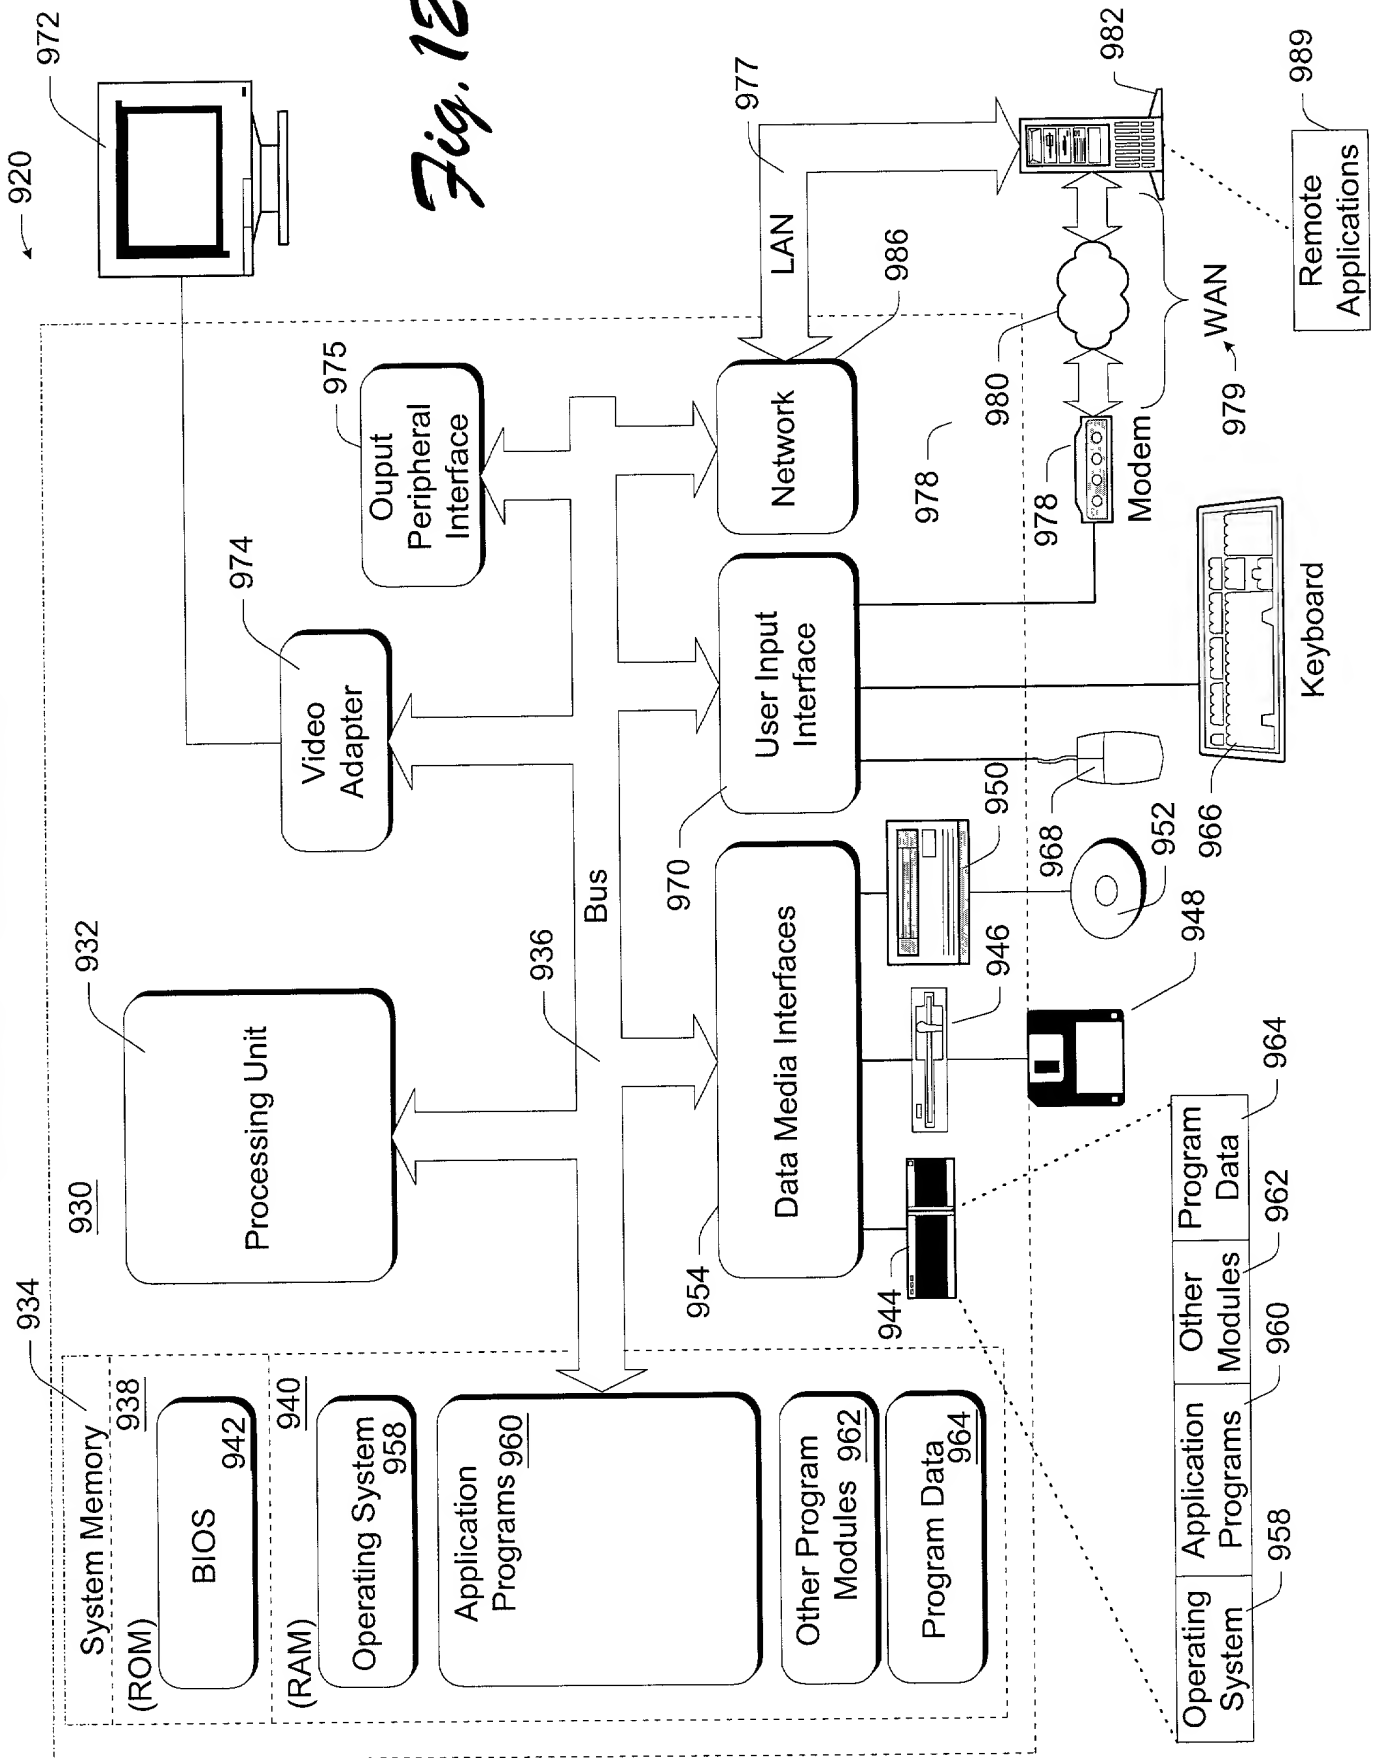 920
972
Fig. 12
934
System Memory
(ROM)
938
BIOS
942
(RAM)
940
Operating System
958
Application
Programs 960
Other Program
Modules 962
Program Data
964
930
932
Processing Unit
974
Video
Adapter
975
Ouput
Peripheral
Interface
936
Bus
954
Data Media Interfaces
970
User Input
Interface
Network
986
LAN
977
944
946
950
978
980
948
952
968
966
Keyboard
978
Modem
979
WAN
982
Operating
System
Application
Programs
Other
Modules
Program
Data
958
960
962
964
Remote
Applications
989